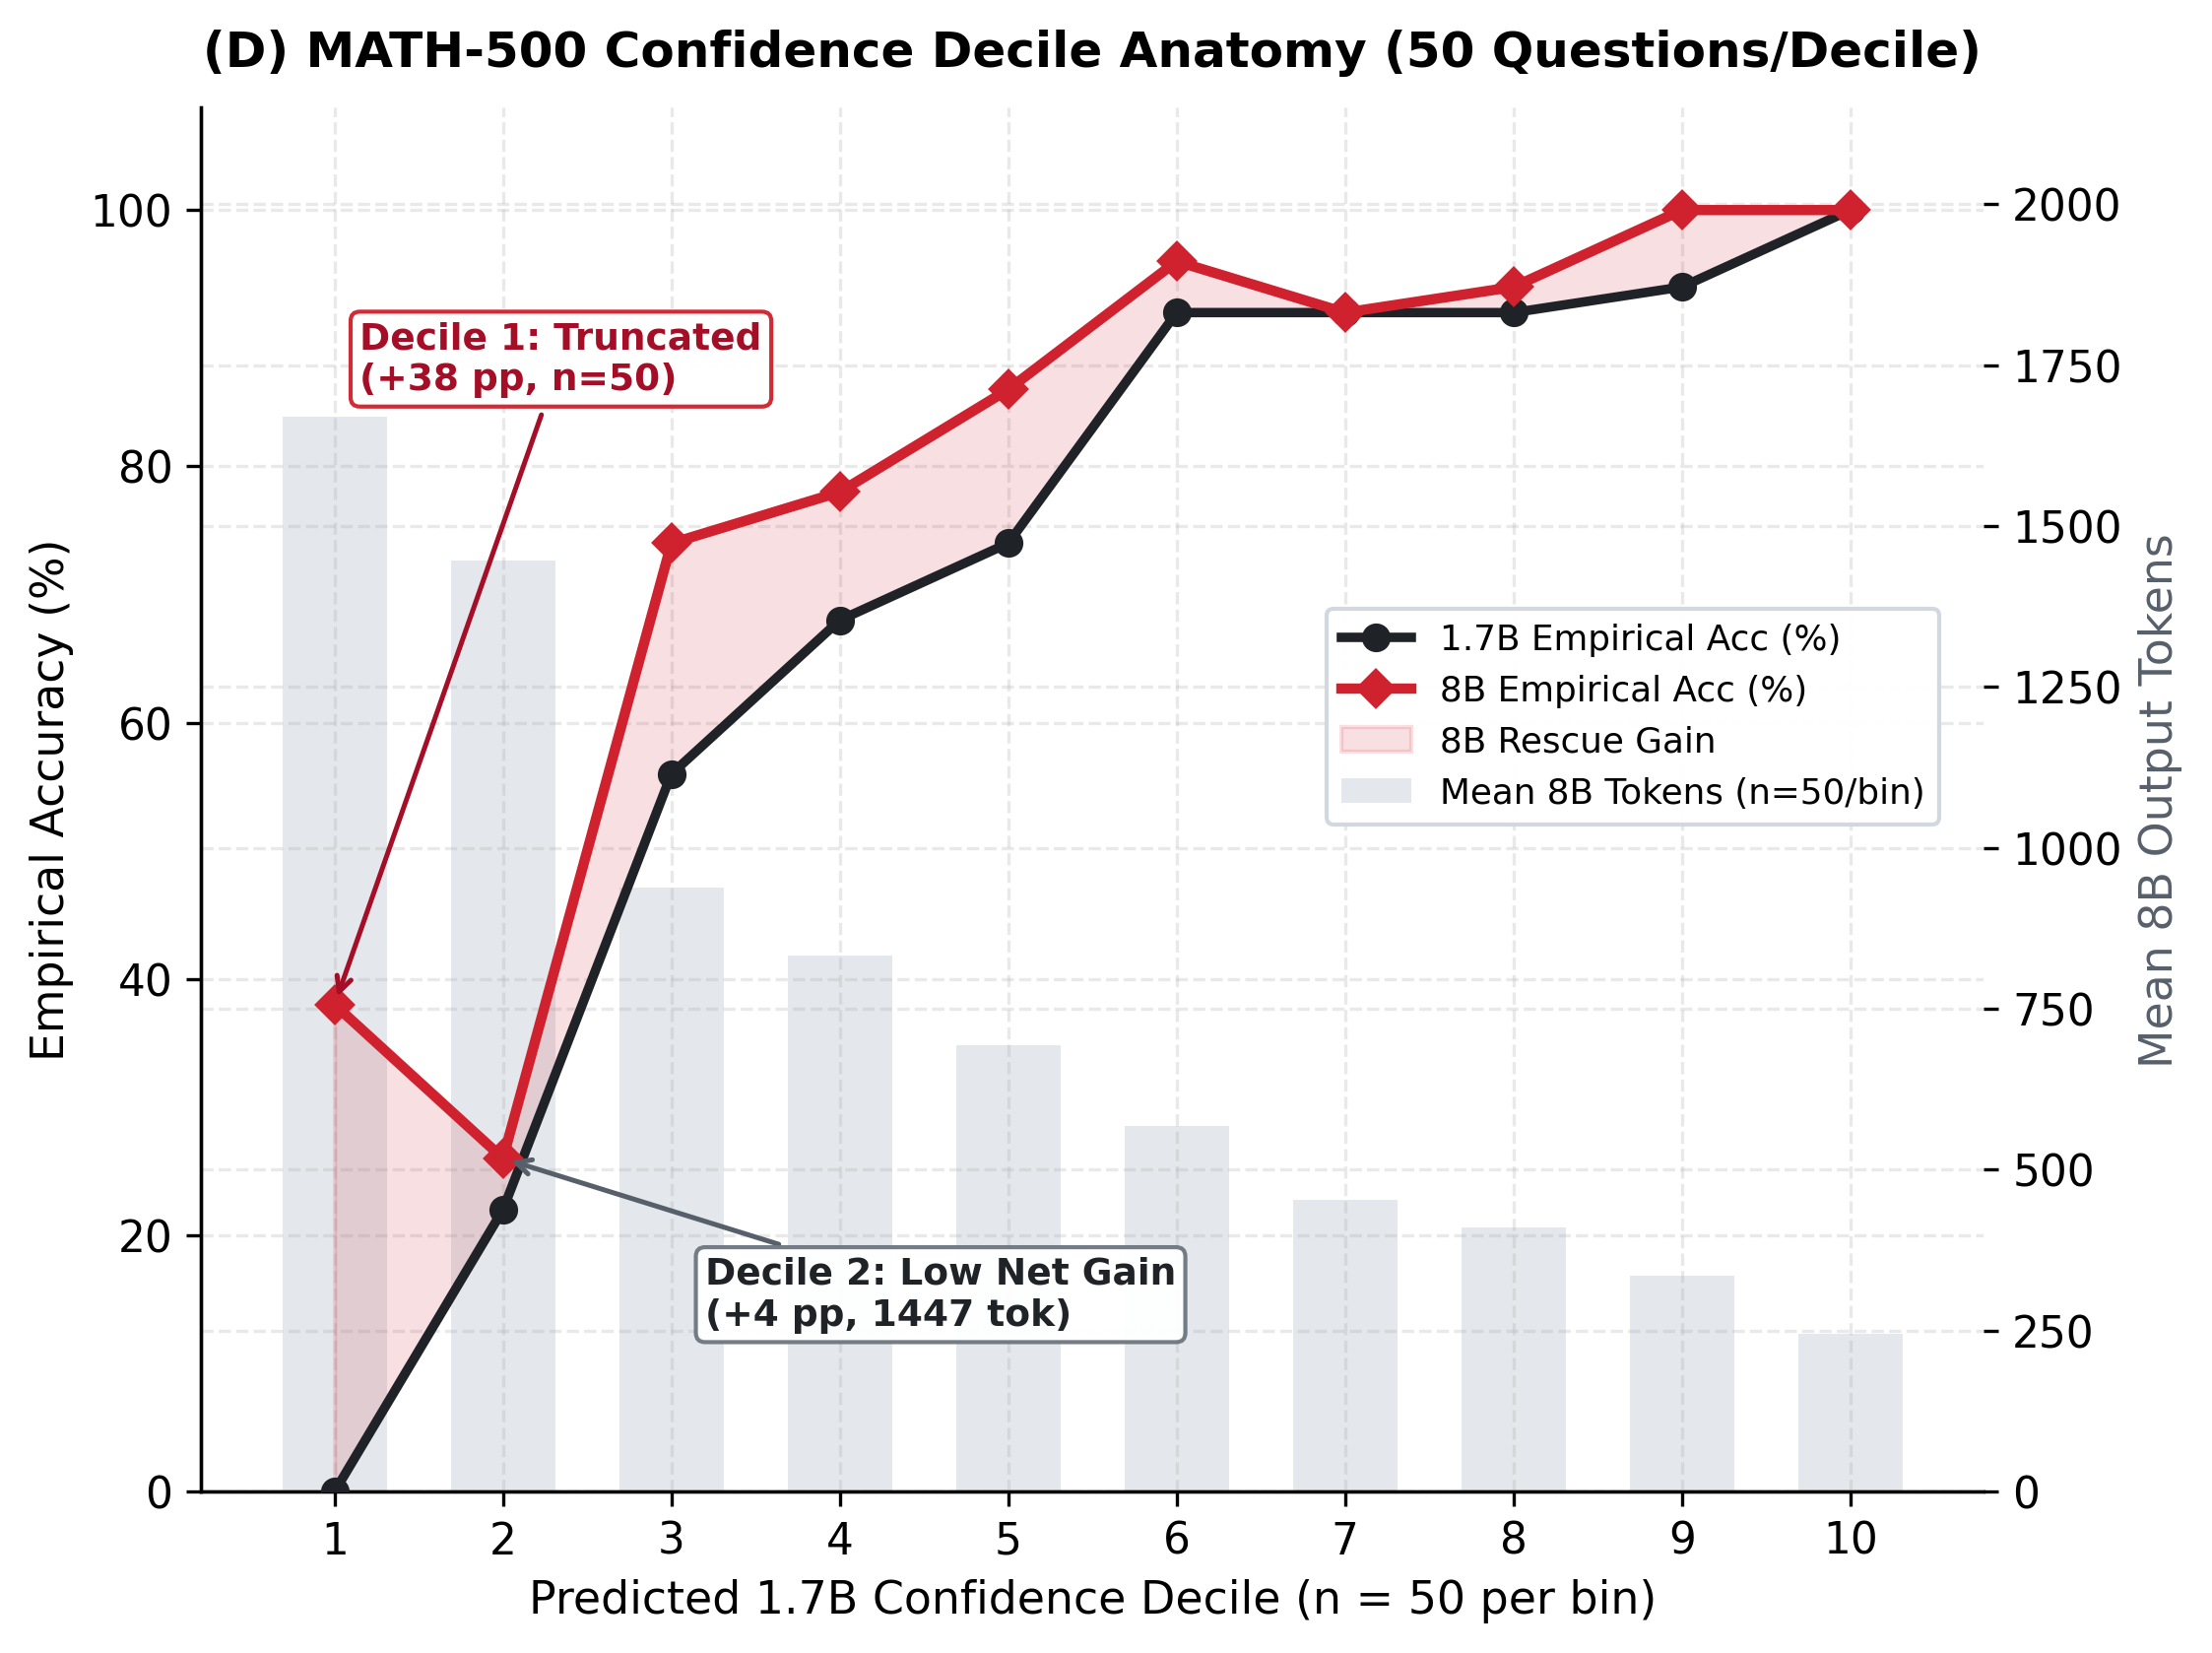 (D) MATH-500 Confidence Decile Anatomy (50 Questions/Decile)
Empirical Accuracy (%)
100
80
60
40
20
0
Decile 1: Truncated
(+38 pp, n=50)
Decile 2: Low Net Gain
(+4 pp, 1447 tok)
1.7B Empirical Acc (%)
8B Empirical Acc (%)
8B Rescue Gain
Mean 8B Tokens (n=50/bin)
2000
1750
1500
1250
1000
750
500
250
0
Mean 8B Output Tokens
1 2 3 4 5 6 7 8 9 10
Predicted 1.7B Confidence Decile (n = 50 per bin)